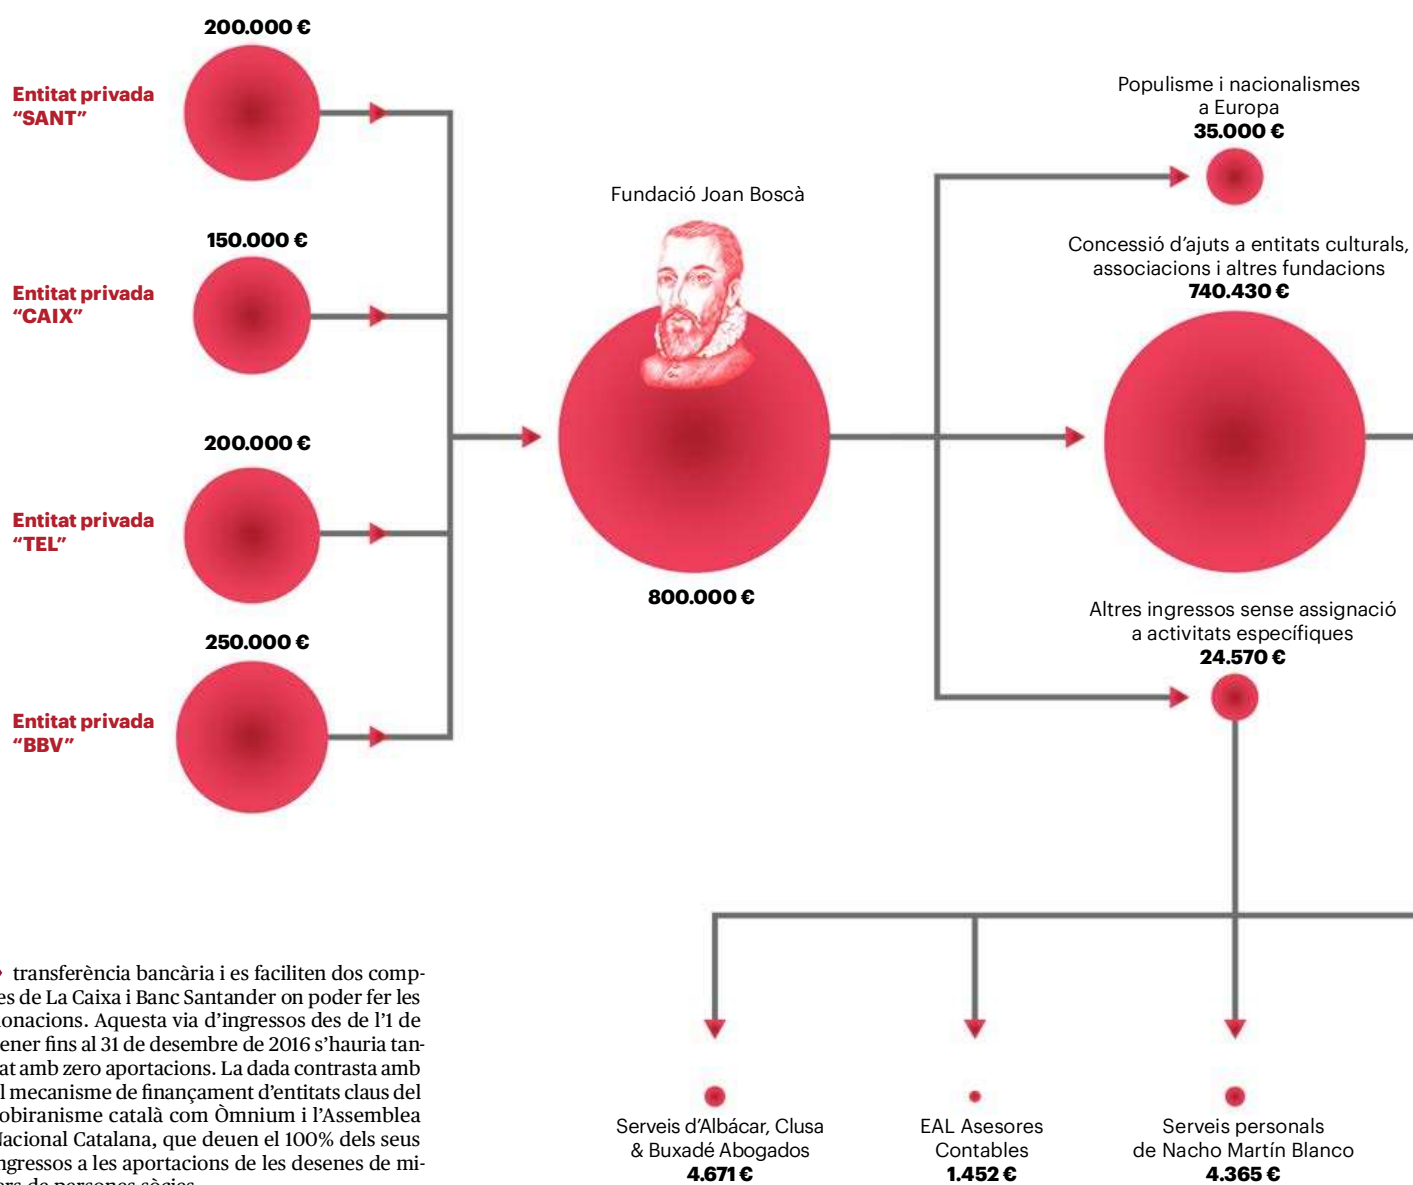 200.000 €
Entitat privada
“SANT”
150.000 €
Entitat privada
“CAIX”
200.000 €
Entitat privada
“TEL”
250.000 €
Entitat privada
“BBV”
Fundació Joan Boscà
800.000 €
Populisme i nacionalismes
a Europa
35.000 €
Concessió d’ajuts a entitats culturals,
associacions i altres fundacions
740.430 €
Altres ingressos sense assignació
a activitats específiques
24.570 €
Serveis d’Albácar, Clusa
& Buxadé Abogados
4.671 €
EAL Asesores
Contables
1.452 €
Serveis personals
de Nacho Martín Blanco
4.365 €
transferència bancària i es faciliten dos comp-
es de La Caixa i Banc Santander on poder fer les
onacions. Aquesta via d’ingressos des de l’1 de
ener fins al 31 de desembre de 2016 s’hauria tan-
at amb zero aportacions. La dada contrasta amb
l mecanisme de finançament d’entitats claus del
obiranisme català com Òmnium i l’Assemblea
Nacional Catalana, que deuen el 100% dels seus
ngressos a les aportacions de les desenes de mi-
ers de persones sòcies.